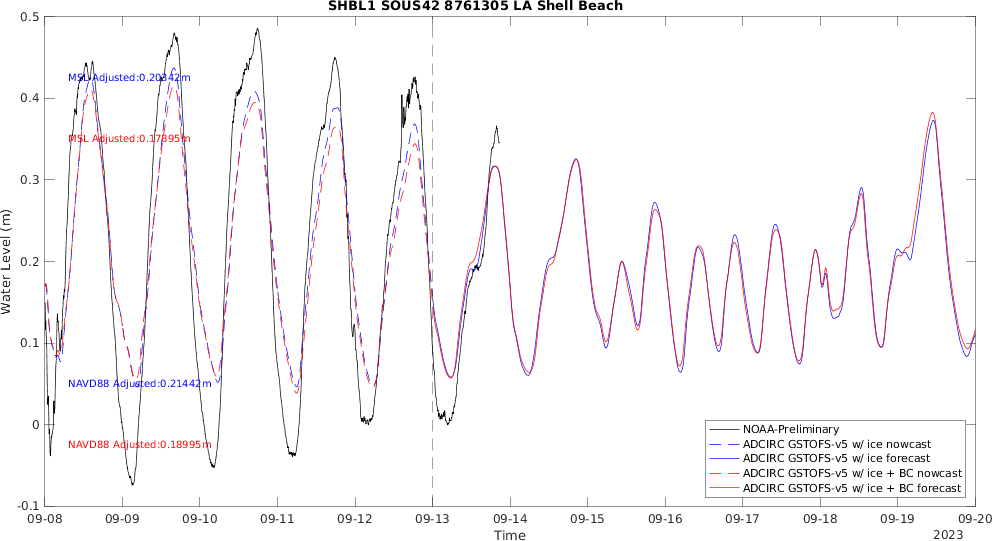 SHBL1 SOUS42 8761305 LA Shell Beach
Water Level (m)
0.5
0.4
0.3
0.2
0.1
0
-0.1
MSL Adjusted:0.20342m
MSL Adjusted:0.17895m
NAVD88 Adjusted:0.21442m
NAVD88 Adjusted:0.18995m
NOAA-Preliminary
ADCIRC GSTOFS-v5 w/ ice nowcast
ADCIRC GSTOFS-v5 w/ ice forecast
ADCIRC GSTOFS-v5 w/ ice + BC nowcast
ADCIRC GSTOFS-v5 w/ ice + BC forecast
09-08 09-09 09-10 09-11 09-12 09-13 09-14 09-15 09-16 09-17 09-18 09-19 09-20
Time
2023